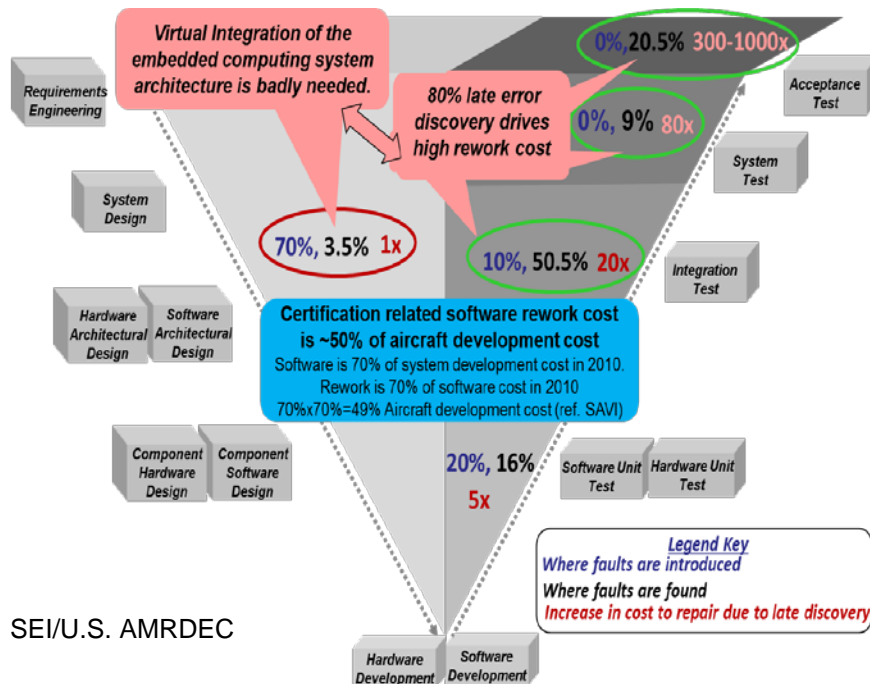 Virtual Integration of the
embedded computing system
architecture is badly needed.
0%, 20.5% 300-1000x
Requirements
Engineering
Acceptance
Test
80% late error
discovery drives
high rework cost
0%, 9% 80x
System
Test
System
Design
70%, 3.5% 1x
10%, 50.5% 20x
Integration
Test
Hardware
Architectural
Design
Software
Architectural
Design
Certification related software rework cost
is ~50% of aircraft development cost
Software is 70% of system development cost in 2010.
Rework is 70% of software cost in 2010
70%x70%=49% Aircraft development cost (ref. SAVI)
Component
Hardware
Design
Component
Software
Design
20%, 16%
5x
Software Unit
Test
Hardware Unit
Test
Legend Key
Where faults are introduced
Where faults are found
Increase in cost to repair due to late discovery
SEI/U.S. AMRDEC
Hardware
Development
Software
Development